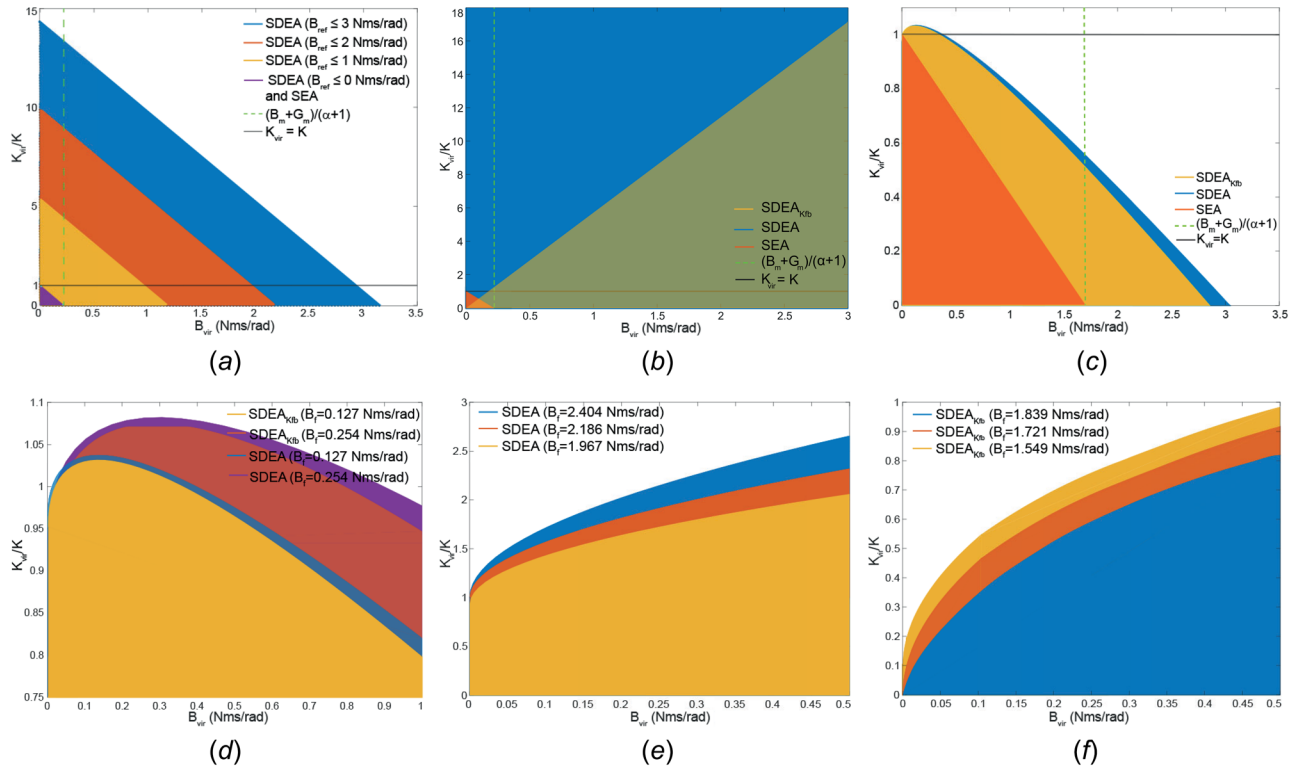 SDEA (B_ref ≤ 3 Nms/rad)
SDEA (B_ref ≤ 2 Nms/rad)
SDEA (B_ref ≤ 1 Nms/rad)
SDEA (B_ref ≤ 0 Nms/rad)
and SEA
(B_m+G_m)/(α+1)
K_vir = K
K_vir/K
15
10
5
1
0
0 0.5 1 1.5 2 2.5 3 3.5
B_vir (Nms/rad)
(a)
K_vir/K
18
16
14
12
10
8
6
4
2
0
SDEA_Kfb
SDEA
SEA
(B_m+G_m)/(α+1)
K_vir = K
0 0.5 1 1.5 2 2.5 3
B_vir (Nms/rad)
(b)
K_vir/K
1
0.8
0.6
0.4
0.2
0
SDEA_Kfb
SDEA
SEA
(B_m+G_m)/(α+1)
K_vir=K
0 0.5 1 1.5 2 2.5 3 3.5
B_vir (Nms/rad)
(c)
K_vir/K
1.1
1.05
1
0.95
0.9
0.85
0.8
0.75
SDEA_Kfb (B_f=0.127 Nms/rad)
SDEA_Kfb (B_f=0.254 Nms/rad)
SDEA (B_f=0.127 Nms/rad)
SDEA (B_f=0.254 Nms/rad)
0 0.1 0.2 0.3 0.4 0.5 0.6 0.7 0.8 0.9 1
B_vir (Nms/rad)
(d)
K_vir/K
3
2.5
2
1.5
1
0.5
0
SDEA (B_f=2.404 Nms/rad)
SDEA (B_f=2.186 Nms/rad)
SDEA (B_f=1.967 Nms/rad)
0 0.05 0.1 0.15 0.2 0.25 0.3 0.35 0.4 0.45 0.5
B_vir (Nms/rad)
(e)
K_vir/K
1
0.9
0.8
0.7
0.6
0.5
0.4
0.3
0.2
0.1
0
SDEA_Kfb (B_f=1.839 Nms/rad)
SDEA_Kfb (B_f=1.721 Nms/rad)
SDEA_Kfb (B_f=1.549 Nms/rad)
0 0.05 0.1 0.15 0.2 0.25 0.3 0.35 0.4 0.45 0.5
B_vir (Nms/rad)
(f)